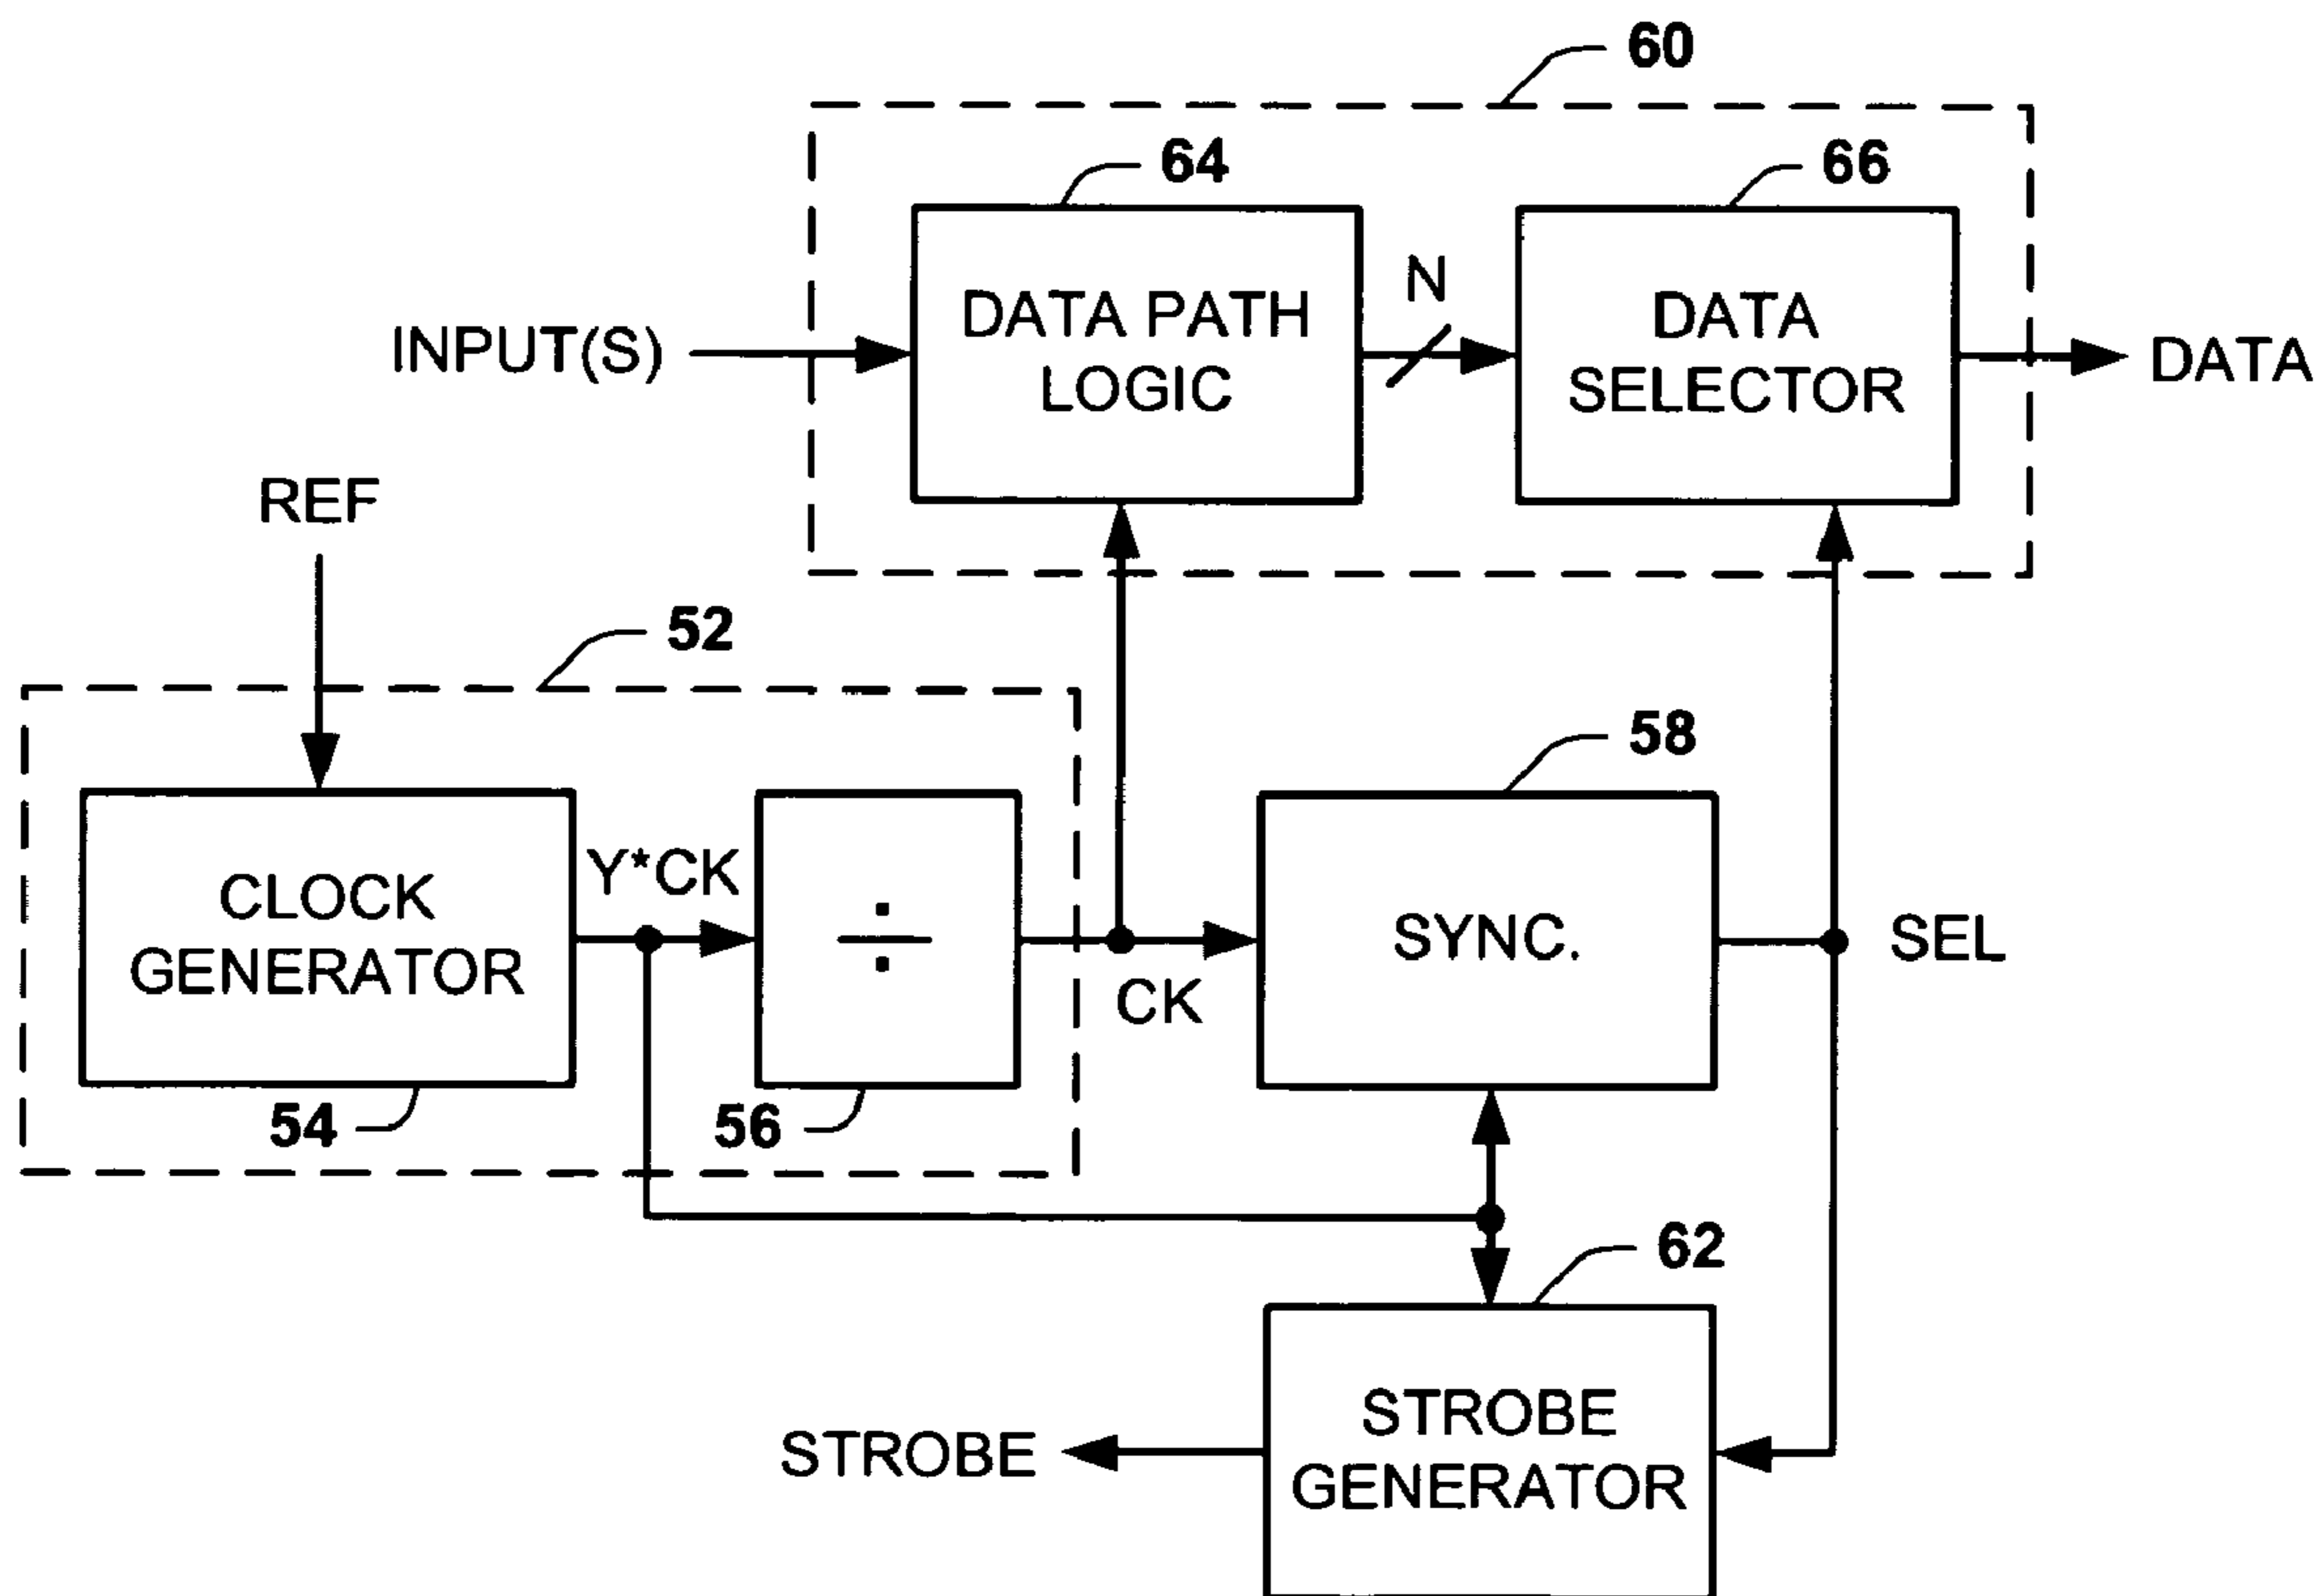 60
64
66
N
DATA PATH
LOGIC
DATA
SELECTOR
INPUT(S)
DATA
REF
52
58
Y*CK
CLOCK
GENERATOR
÷
SYNC.
SEL
CK
54
56
62
STROBE
GENERATOR
STROBE